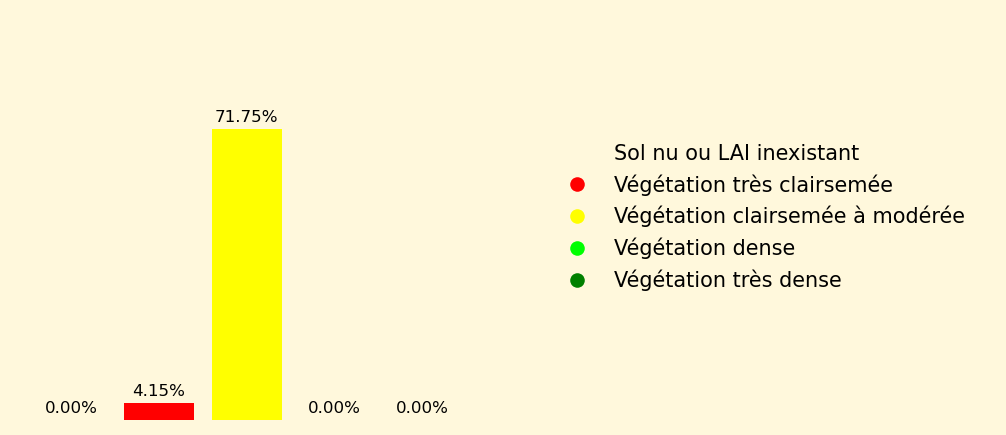 71.75%
4.15%
0.00%
0.00%
0.00%
Sol nu ou LAI inexistant
Végétation très clairsemée
Végétation clairsemée à modérée
Végétation dense
Végétation très dense